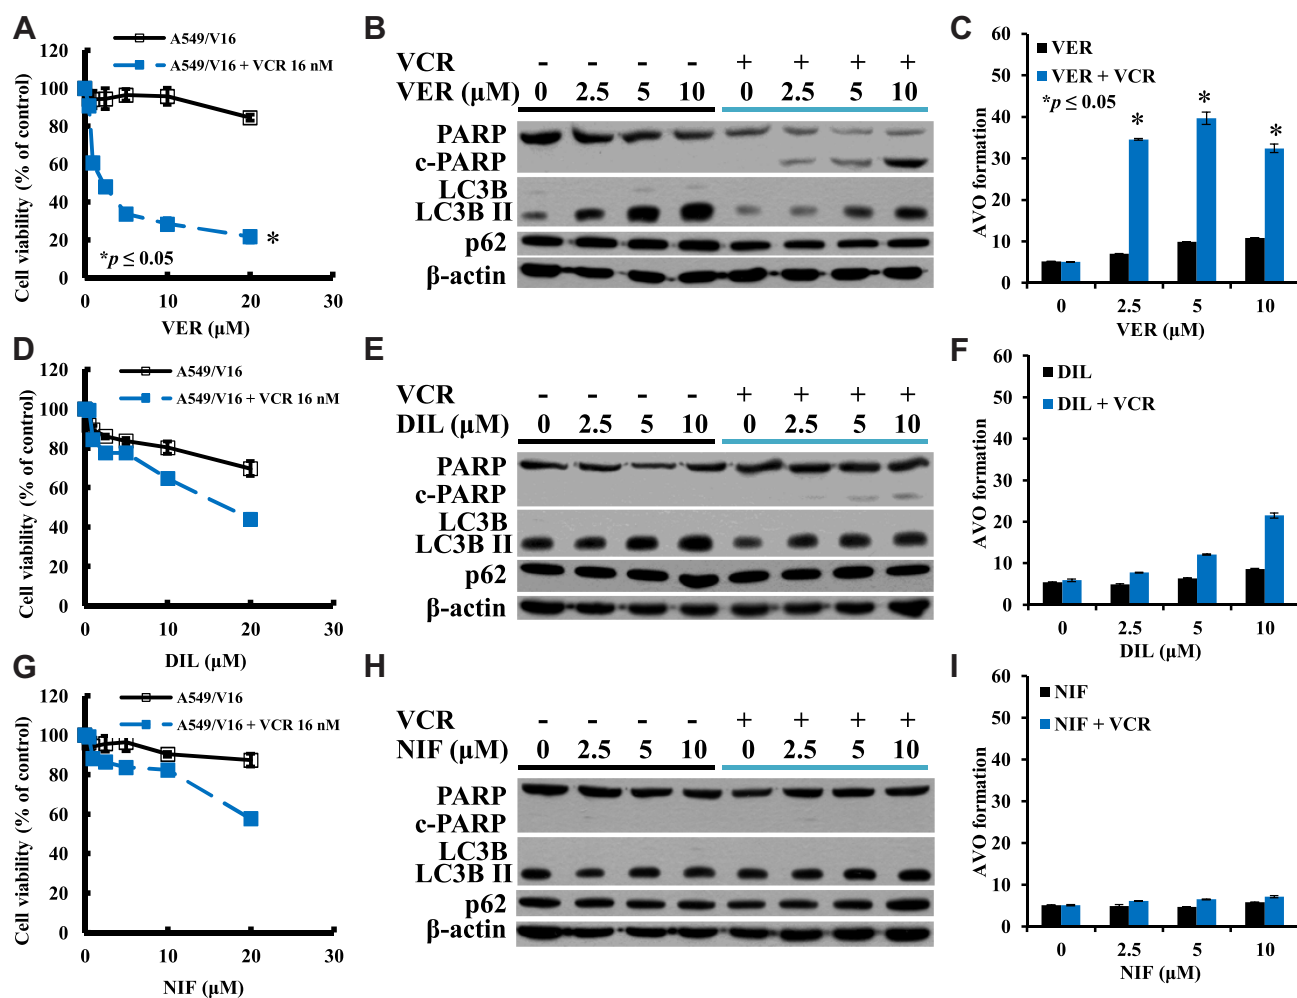 A
A549/V16
A549/V16 + VCR 16 nM
Cell viability (% of control)
120
100
80
60
40
20
0
*p ≤ 0.05
*
0 10 20 30
VER (μM)
B
VCR - - - - + + + +
VER (μM) 0 2.5 5 10 0 2.5 5 10
PARP
c-PARP
LC3B
LC3B II
p62
β-actin
C
VER
VER + VCR
*p ≤ 0.05
AVO formation
60
50
40
30
20
10
0
* * *
0 2.5 5 10
VER (μM)
D
A549/V16
A549/V16 + VCR 16 nM
Cell viability (% of control)
120
100
80
60
40
20
0
0 10 20 30
DIL (μM)
E
VCR - - - - + + + +
DIL (μM) 0 2.5 5 10 0 2.5 5 10
PARP
c-PARP
LC3B
LC3B II
p62
β-actin
F
DIL
DIL + VCR
AVO formation
60
50
40
30
20
10
0
0 2.5 5 10
DIL (μM)
G
A549/V16
A549/V16 + VCR 16 nM
Cell viability (% of control)
120
100
80
60
40
20
0
0 10 20 30
NIF (μM)
H
VCR - - - - + + + +
NIF (μM) 0 2.5 5 10 0 2.5 5 10
PARP
c-PARP
LC3B
LC3B II
p62
β-actin
I
NIF
NIF + VCR
AVO formation
60
50
40
30
20
10
0
0 2.5 5 10
NIF (μM)